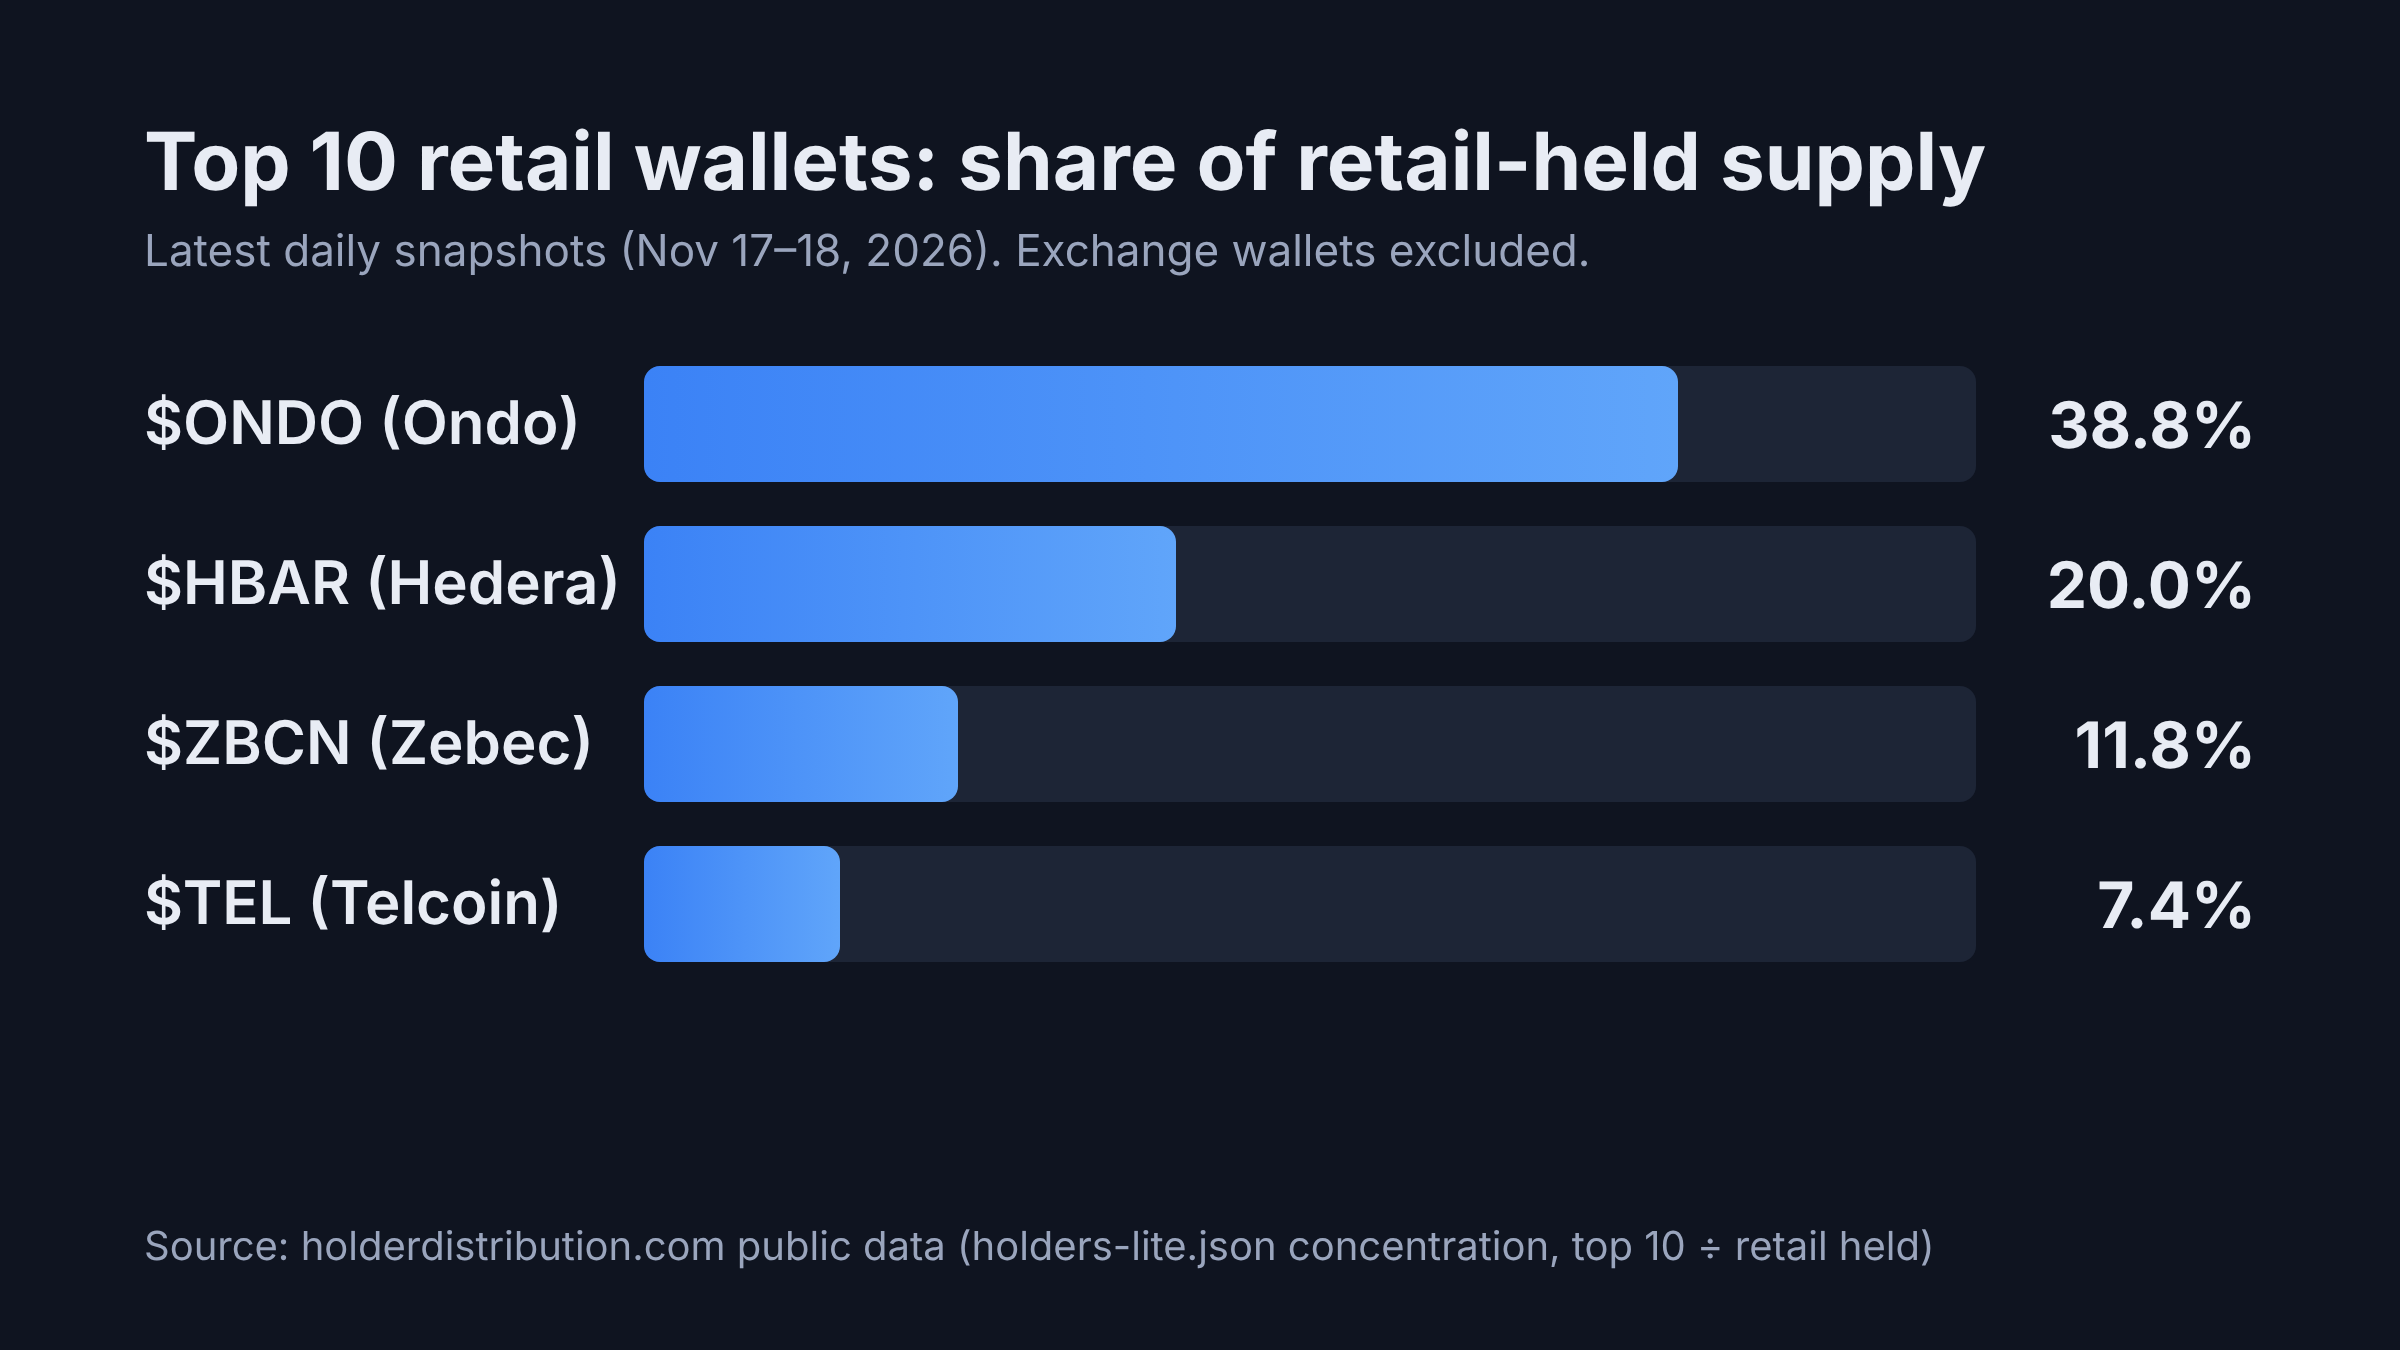 Top 10 retail wallets: share of retail-held supply
Latest daily snapshots (Nov 17–18, 2026). Exchange wallets excluded.
$ONDO (Ondo) 38.8%
$HBAR (Hedera) 20.0%
$ZBCN (Zebec) 11.8%
$TEL (Telcoin) 7.4%
Source: holderdistribution.com public data (holders-lite.json concentration, top 10 ÷ retail held)